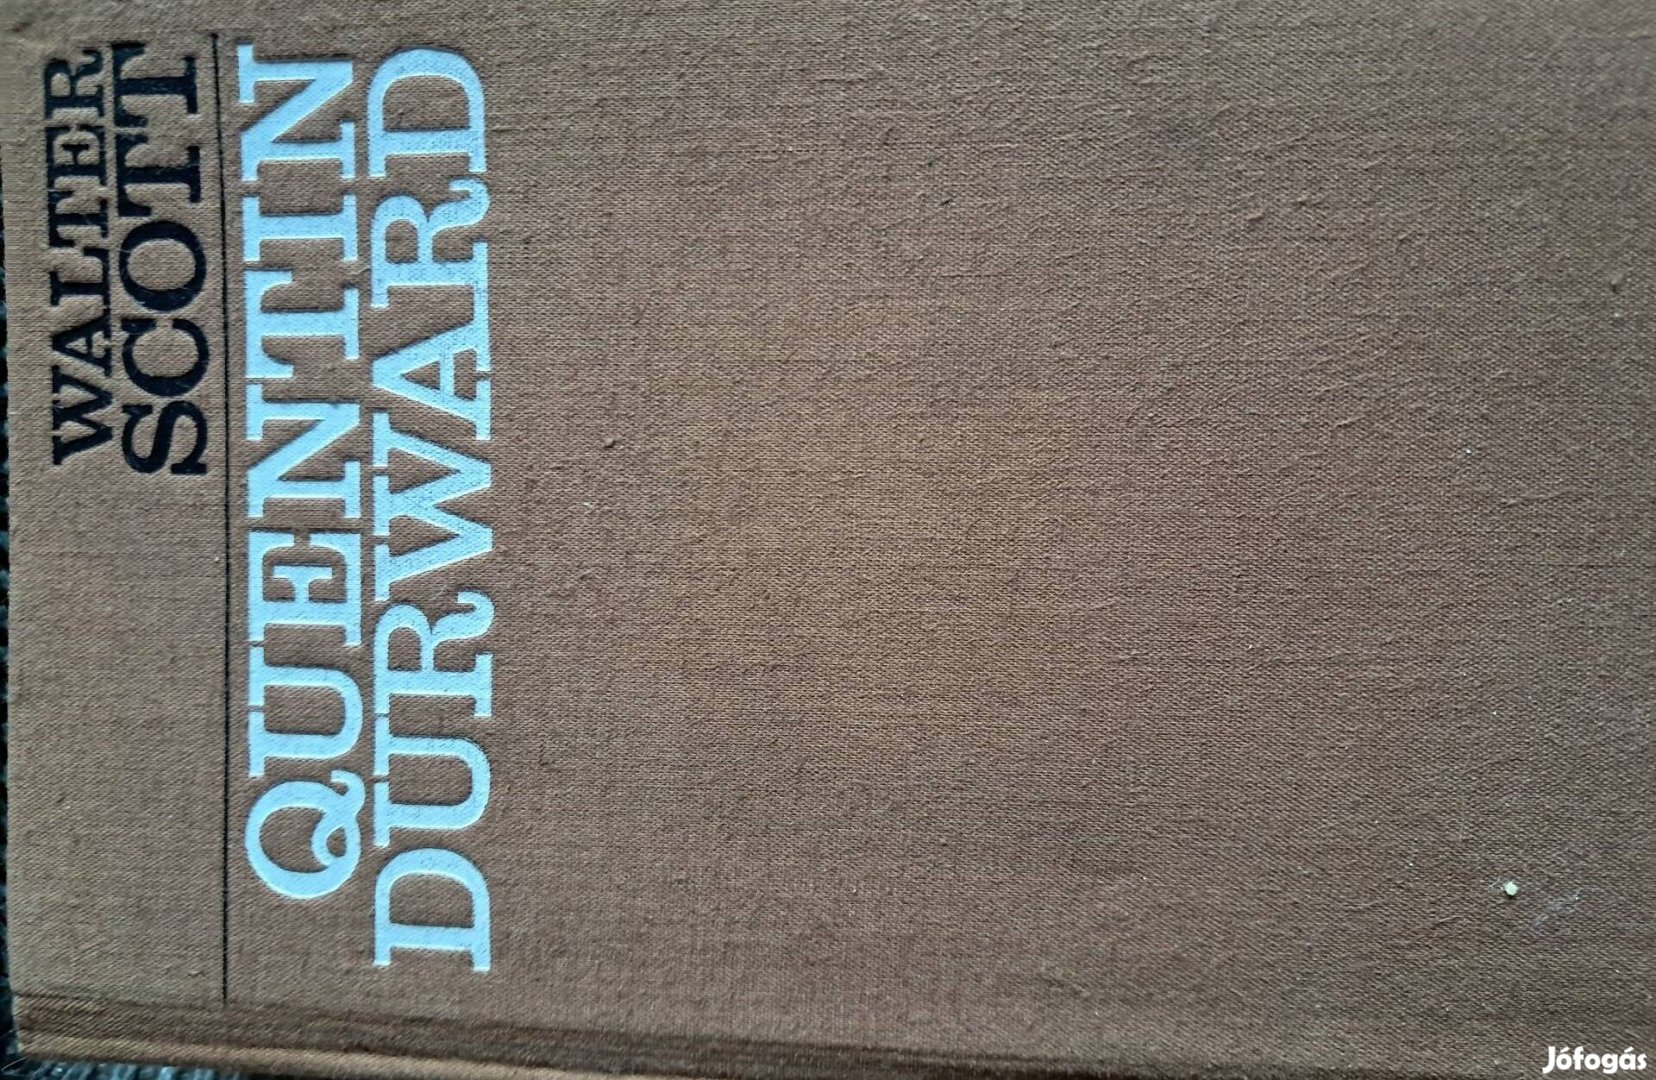 WALTER
SCOTT
QUENTIN
DURWARD
Jófogás